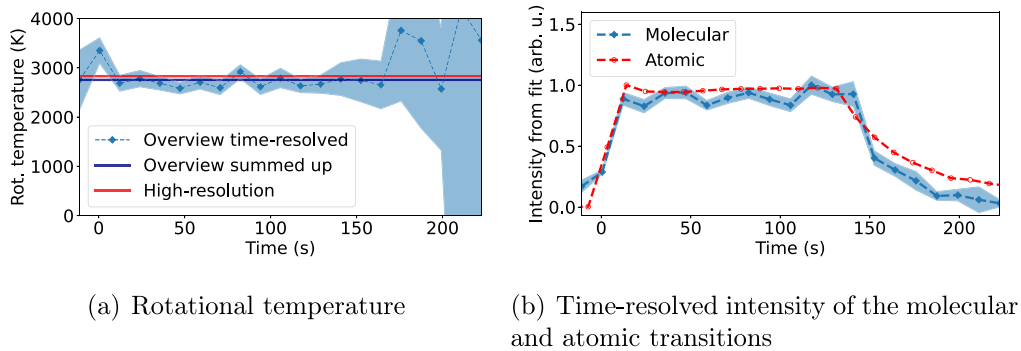 4000
3000
2000
1000
0
Rot. temperature (K)
Overview time-resolved
Overview summed up
High-resolution
0 50 100 150 200
Time (s)
(a) Rotational temperature
1.5
1.0
0.5
0.0
Intensity from fit (arb. u.)
Molecular
Atomic
0 50 100 150 200
Time (s)
(b) Time-resolved intensity of the molecular
and atomic transitions